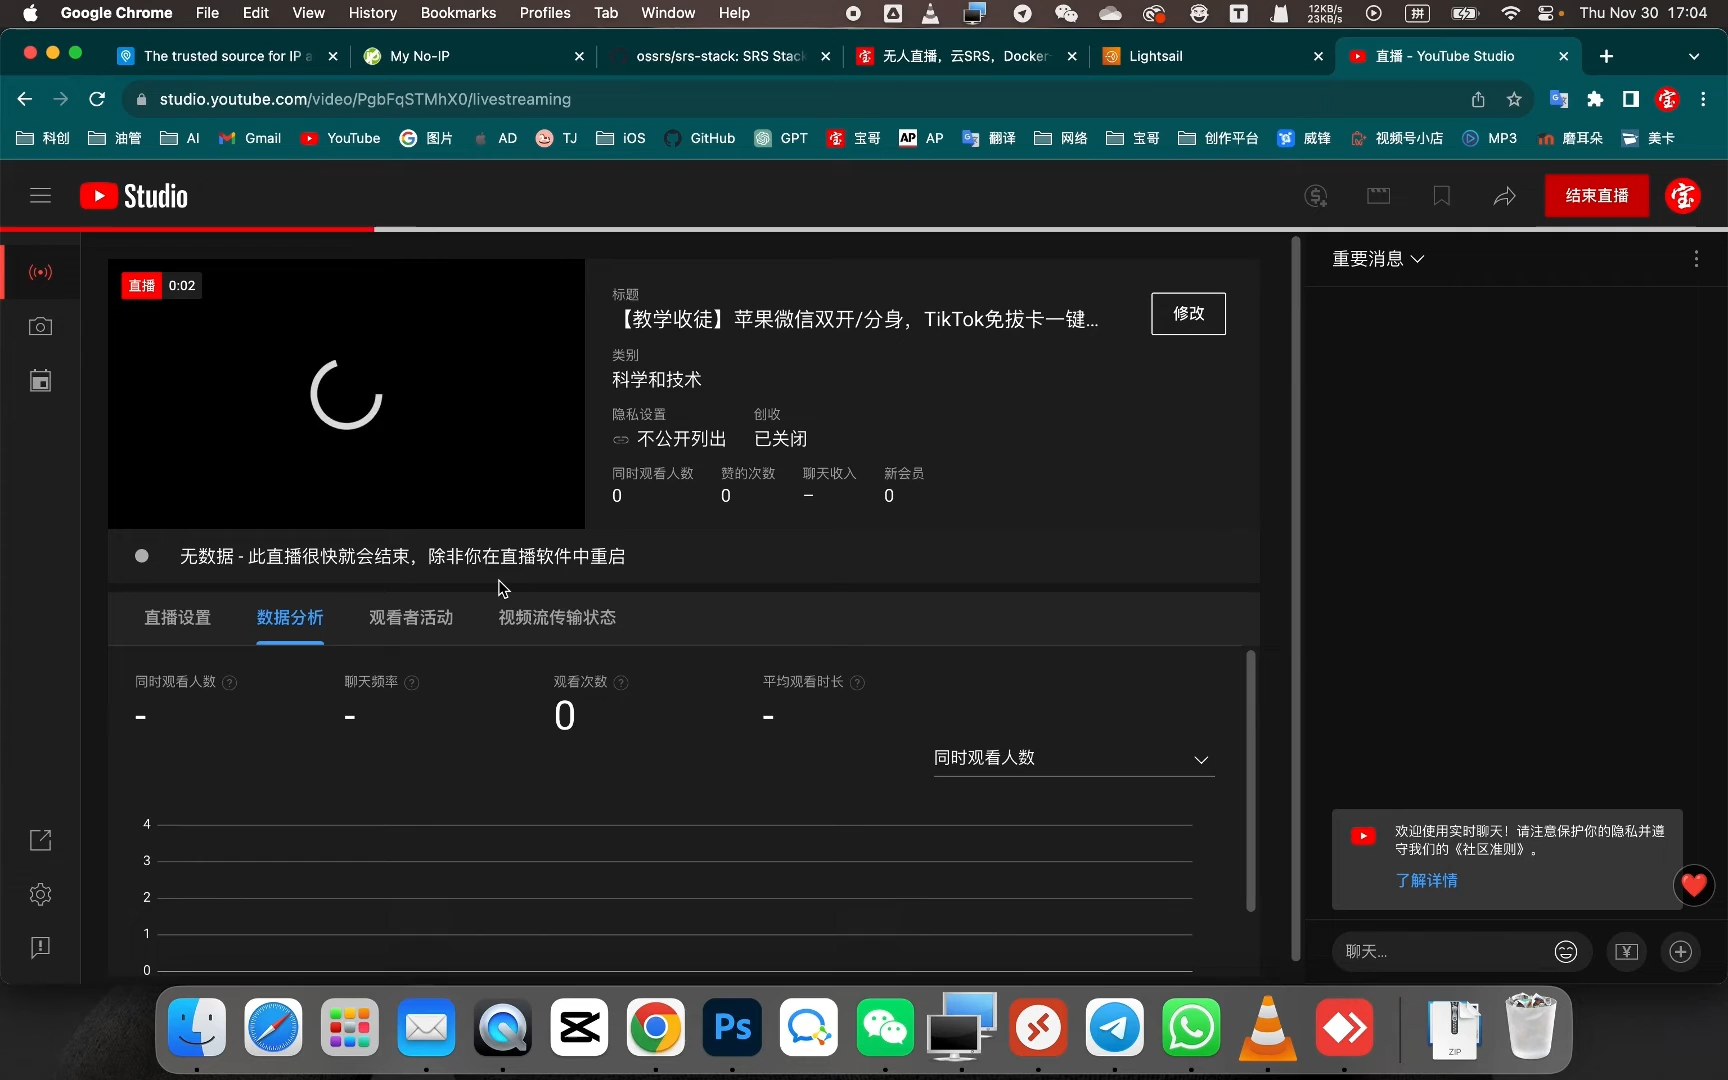 Google Chrome File Edit View History Bookmarks Profiles Tab Window Help 12KB/s 23KB/s 拼 Thu Nov 30 17:04
The trusted source for IP a My No-IP ossrs/srs-stack: SRS Stack 无人直播，云SRS，Docker Lightsail 直播 - YouTube Studio
studio.youtube.com/video/PgbFqSTMhX0/livestreaming 宝
科创 油管 AI Gmail YouTube 图片 AD TJ iOS GitHub GPT 宝哥 AP AP 翻译 网络 宝哥 创作平台 威锋 视频号小店 MP3 磨耳朵 美卡
Studio 结束直播 宝
直播 0:02
标题
【教学收徒】苹果微信双开/分身，TikTok免拔卡一键...
修改
类别
科学和技术
隐私设置 创收
不公开列出 已关闭
同时观看人数 赞的次数 聊天收入 新会员
0 0 – 0
无数据 - 此直播很快就会结束，除非你在直播软件中重启
直播设置 数据分析 观看者活动 视频流传输状态
同时观看人数 ? 聊天频率 ? 观看次数 ? 平均观看时长 ?
- - 0 -
同时观看人数
4
3
2
1
0
重要消息
欢迎使用实时聊天！请注意保护你的隐私并遵
守我们的《社区准则》。
了解详情
聊天...
Ps
ZIP